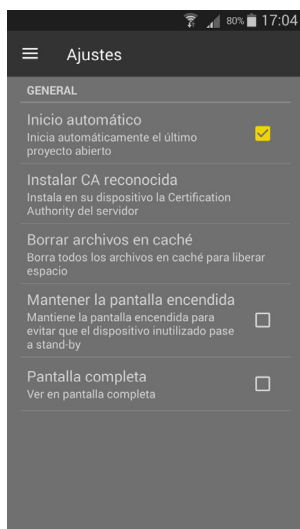 80% 17:04
Ajustes
GENERAL
Inicio automático
Inicia automáticamente el último
proyecto abierto
Instalar CA reconocida
Instala en su dispositivo la Certification
Authority del servidor
Borrar archivos en caché
Borra todos los archivos en caché para liberar
espacio
Mantener la pantalla encendida
Mantiene la pantalla encendida para
evitar que el dispositivo inutilizado pase
a stand-by
Pantalla completa
Ver en pantalla completa